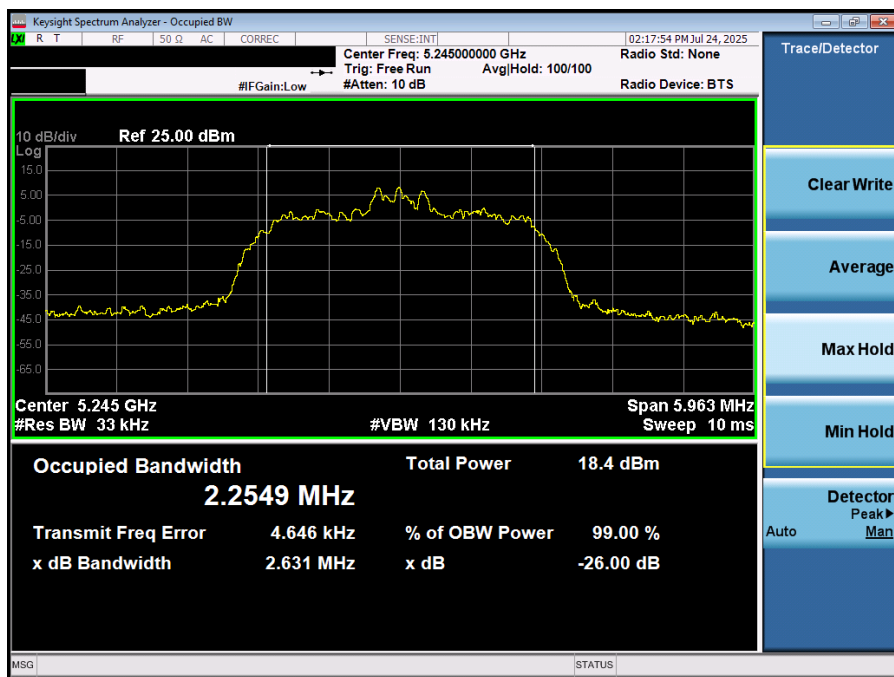 Keysight Spectrum Analyzer - Occupied BW
LXI R T RF 50 Ω AC CORREC SENSE:INT 02:17:54 PM Jul 24, 2025
Center Freq: 5.245000000 GHz Radio Std: None
Trig: Free Run Avg|Hold: 100/100
#IFGain:Low #Atten: 10 dB Radio Device: BTS
Trace/Detector
10 dB/div Ref 25.00 dBm
Log
15.0
5.00
-5.00
-15.0
-25.0
-35.0
-45.0
-55.0
-65.0
Center 5.245 GHz Span 5.963 MHz
#Res BW 33 kHz #VBW 130 kHz Sweep 10 ms
Occupied Bandwidth Total Power 18.4 dBm
2.2549 MHz
Transmit Freq Error 4.646 kHz % of OBW Power 99.00 %
x dB Bandwidth 2.631 MHz x dB -26.00 dB
Clear Write
Average
Max Hold
Min Hold
Detector
Peak▶
Auto Man
MSG STATUS